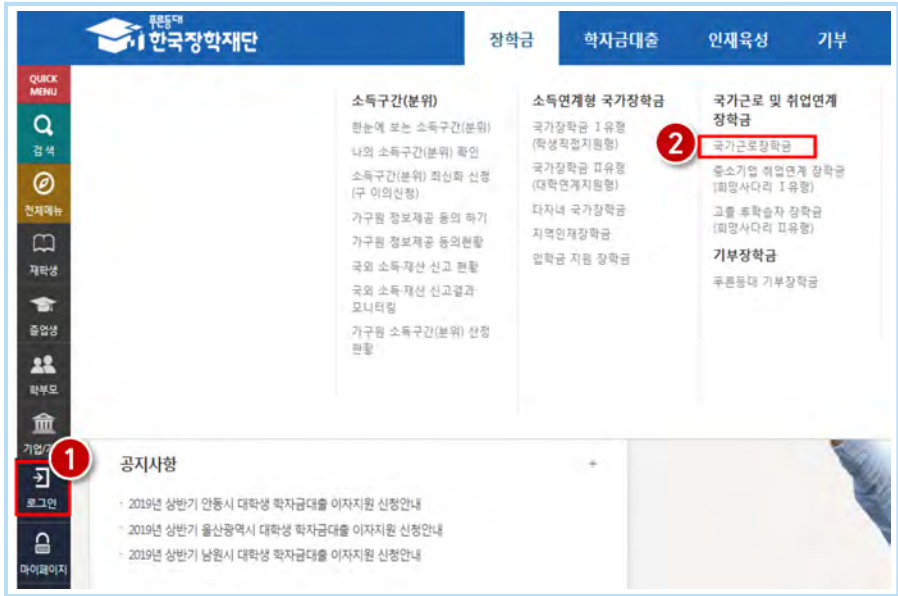 푸른등대
한국장학재단
장학금
학자금대출
인재육성
기부
QUICK
MENU
검색
전체메뉴
재학생
졸업생
학부모
기업/
1
로그인
마이페이지
소득구간(분위)
한눈에 보는 소득구간(분위)
나의 소득구간(분위) 확인
소득구간(분위) 최신화 신청
(구 이의신청)
가구원 정보제공 동의 하기
가구원 정보제공 동의현황
국외 소득·재산 신고 현황
국외 소득·재산 신고결과
모니터링
가구원 소득구간(분위) 산정
현황
소득연계형 국가장학금
국가장학금 I 유형
(학생직접지원형)
국가장학금 II유형
(대학연계지원형)
다자녀 국가장학금
지역인재장학금
입학금 지원 장학금
국가근로 및 취업연계
장학금
2
국가근로장학금
중소기업 취업연계 장학금
(희망사다리 I 유형)
고졸 후학습자 장학금
(희망사다리 II유형)
기부장학금
푸른등대 기부장학금
공지사항
+
· 2019년 상반기 안동시 대학생 학자금대출 이자지원 신청안내
· 2019년 상반기 울산광역시 대학생 학자금대출 이자지원 신청안내
· 2019년 상반기 남원시 대학생 학자금대출 이자지원 신청안내